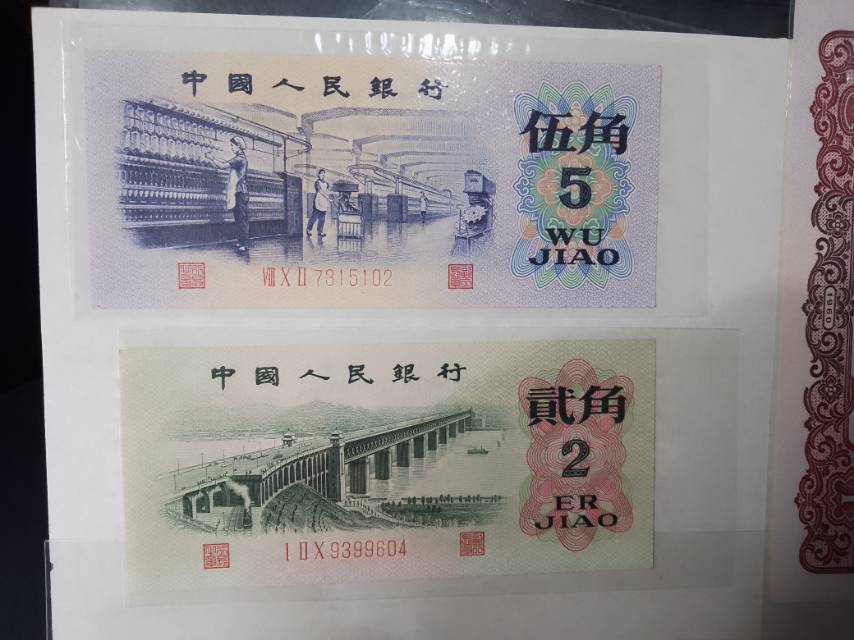 中國人民銀行
伍角
5
WU
JIAO
VIII X II 7315102
中國人民銀行
貳角
2
ER
JIAO
I II X 9399604
1960